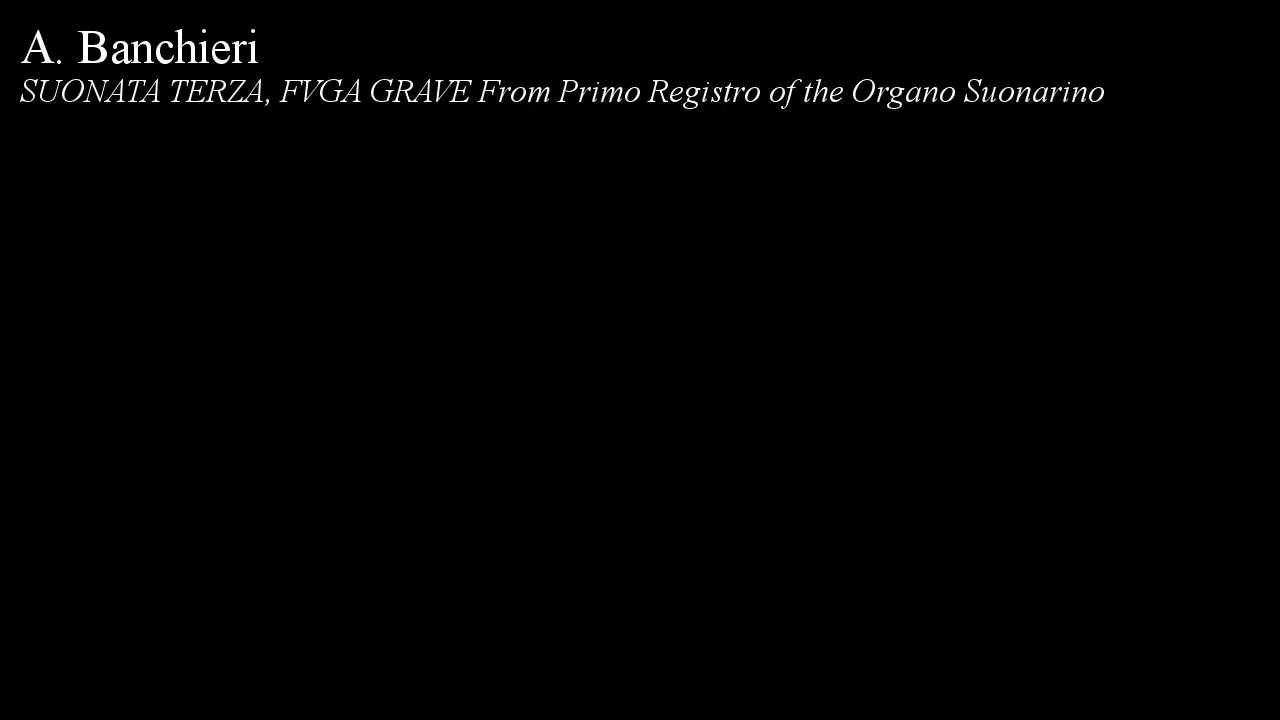 A. Banchieri
SUONATA TERZA, FVGA GRAVE From Primo Registro of the Organo Suonarino